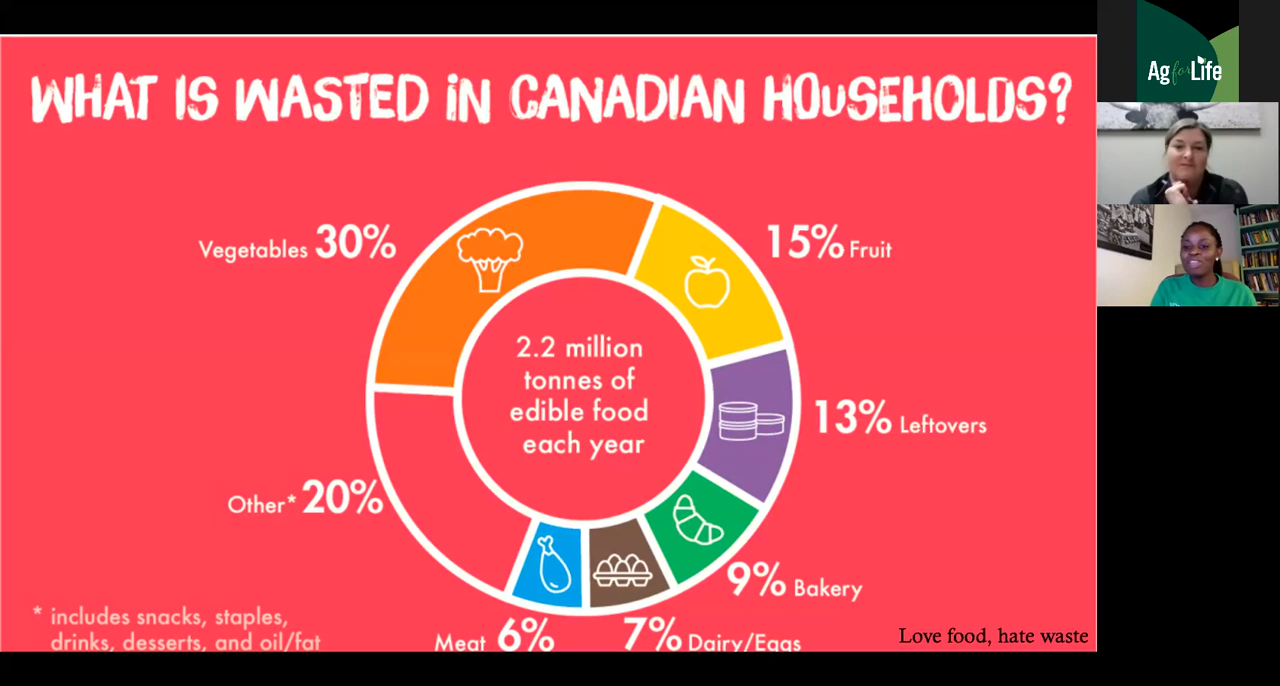 WHAT IS WASTED iN CANADIAN HOuSEHOLDS?
Vegetables 30%
15% Fruit
13% Leftovers
9% Bakery
7% Dairy/Eggs
Meat 6%
Other* 20%
2.2 million
tonnes of
edible food
each year
* includes snacks, staples,
drinks, desserts, and oil/fat
Love food, hate waste
Ag for Life